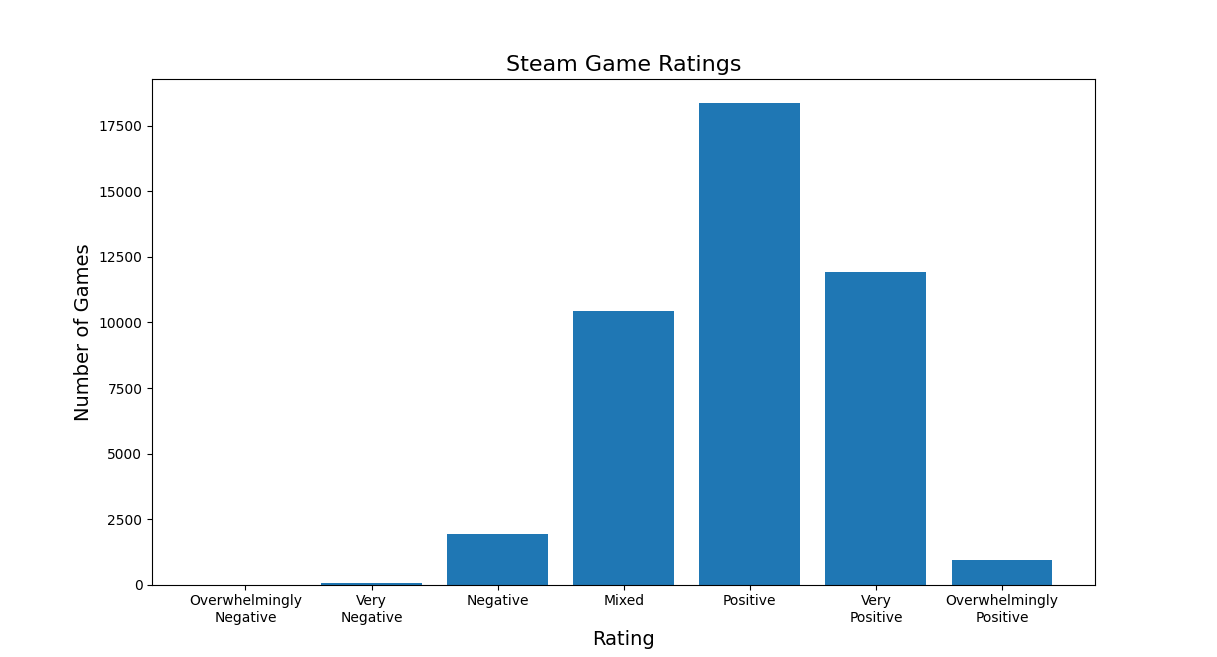 Steam Game Ratings
17500
15000
12500
10000
7500
5000
2500
0
Number of Games
Overwhelmingly
Negative
Very
Negative
Negative
Mixed
Positive
Very
Positive
Overwhelmingly
Positive
Rating